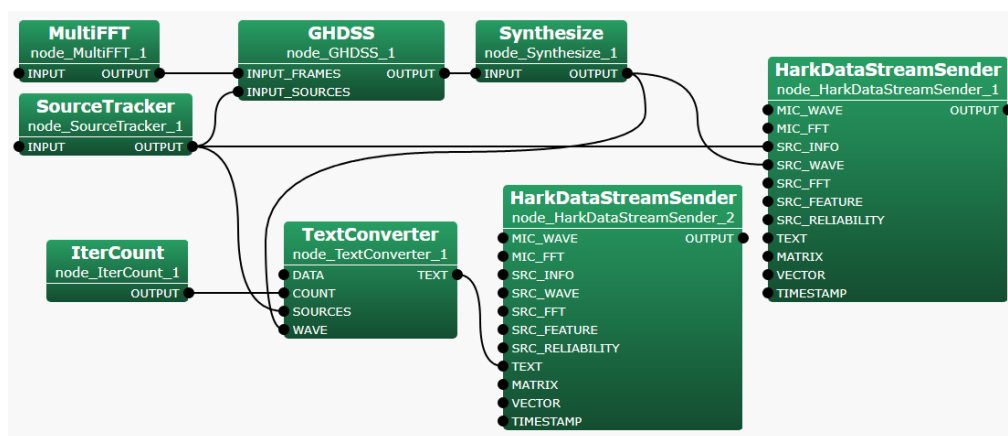 MultiFFT
node_MultiFFT_1
INPUT OUTPUT
GHDSS
node_GHDSS_1
INPUT_FRAMES OUTPUT
INPUT_SOURCES
Synthesize
node_Synthesize_1
INPUT OUTPUT
HarkDataStreamSender
node_HarkDataStreamSender_1
MIC_WAVE OUTPUT
MIC_FFT
SRC_INFO
SRC_WAVE
SRC_FFT
SRC_FEATURE
SRC_RELIABILITY
TEXT
MATRIX
VECTOR
TIMESTAMP
SourceTracker
node_SourceTracker_1
INPUT OUTPUT
IterCount
node_IterCount_1
OUTPUT
TextConverter
node_TextConverter_1
DATA TEXT
COUNT
SOURCES
WAVE
HarkDataStreamSender
node_HarkDataStreamSender_2
MIC_WAVE OUTPUT
MIC_FFT
SRC_INFO
SRC_WAVE
SRC_FFT
SRC_FEATURE
SRC_RELIABILITY
TEXT
MATRIX
VECTOR
TIMESTAMP